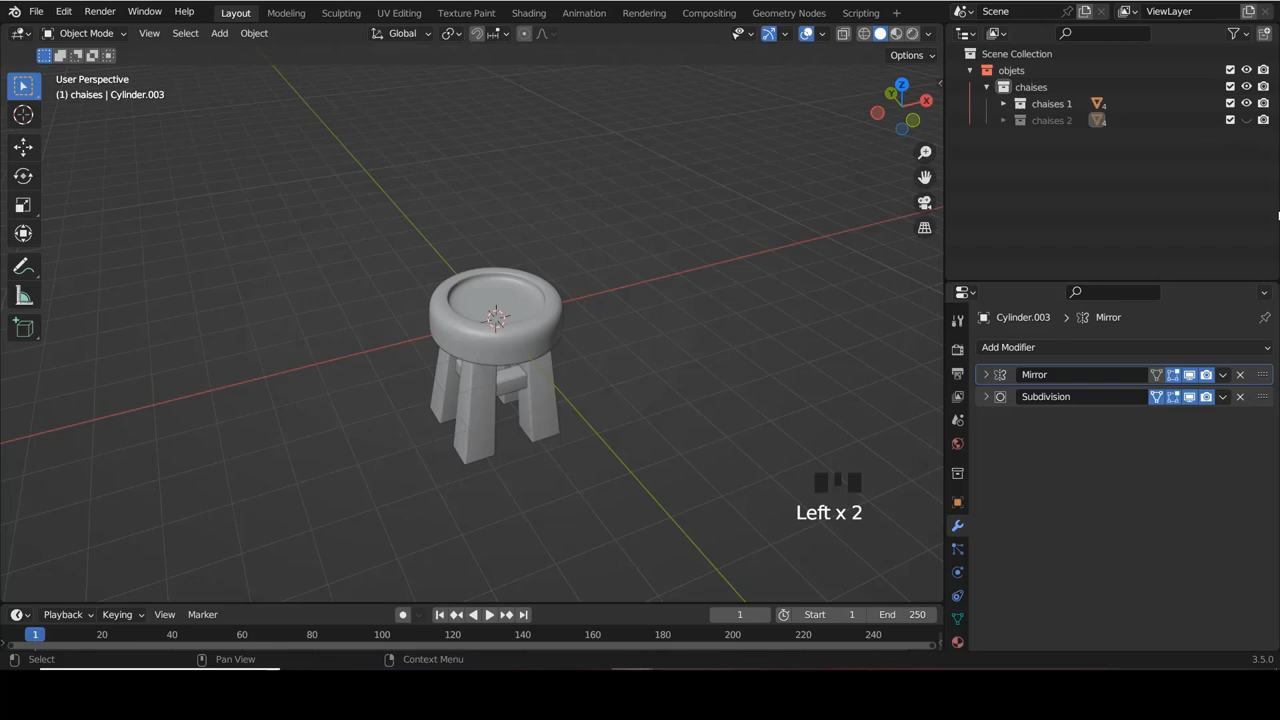 File Edit Render Window Help Layout Modeling Sculpting UV Editing Texture Paint Shading Animation Rendering Compositing Geometry Nodes Scripting + Scene ViewLayer
Object Mode View Select Add Object Global
Options
User Perspective
(1) chaises | Cylinder.003
Z
Y
X
Scene Collection
objets
chaises
chaises 1 4
chaises 2 4
Cylinder.003 > Mirror
Add Modifier
Mirror
Subdivision
Left x 2
Playback Keying View Marker 1 Start 1 End 250
1 20 40 60 80 100 120 140 160 180 200 220 240
Select Pan View Context Menu 3.5.0